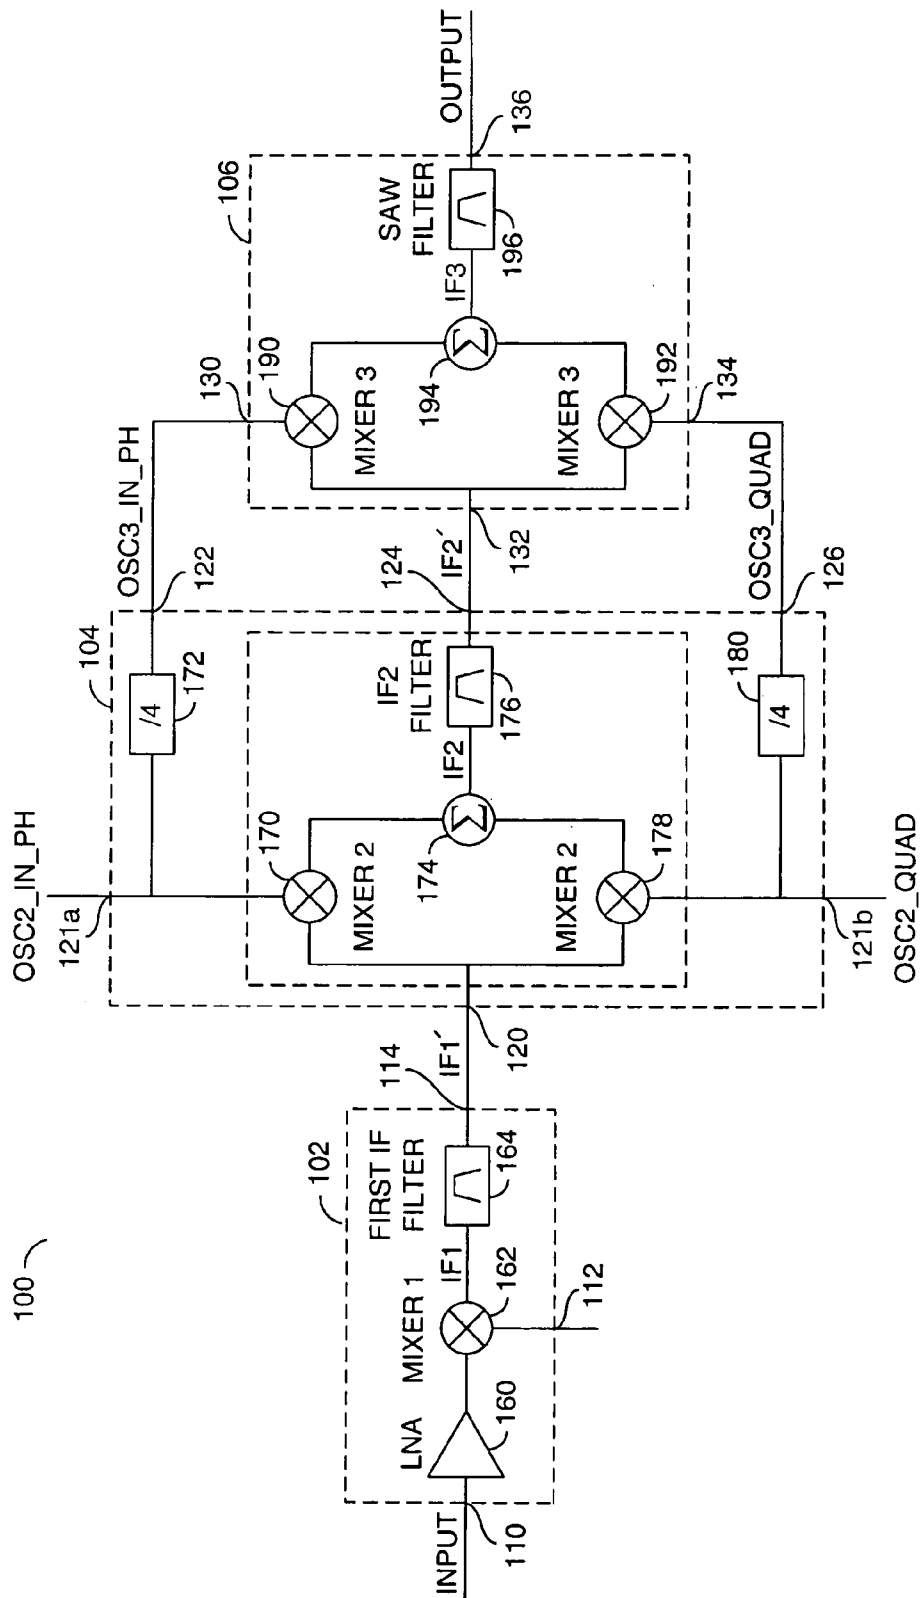 100
INPUT
110
102
LNA
160
MIXER 1
162
112
IF1
FIRST IF
FILTER
164
114
IF1´
120
OSC2_IN_PH
121a
104
170
MIXER 2
MIXER 2
178
174
IF2
IF2
FILTER
176
/4
172
122
/4
180
126
121b
OSC2_QUAD
124
IF2´
132
OSC3_IN_PH
130
OSC3_QUAD
134
106
190
MIXER 3
MIXER 3
192
194
IF3
SAW
FILTER
196
136
OUTPUT
Σ
Σ